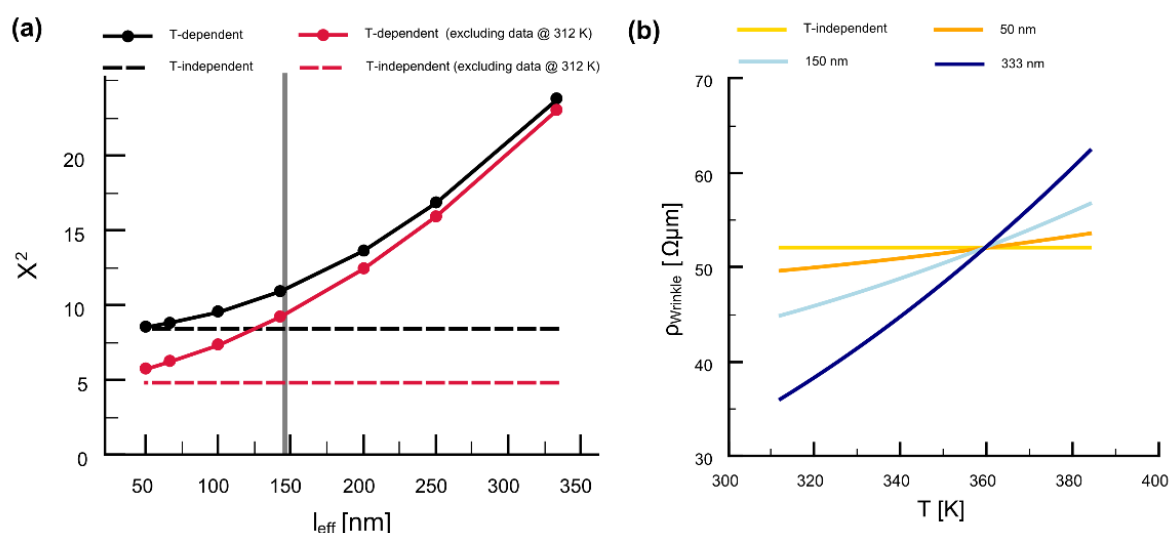 (a)
T-dependent
T-dependent (excluding data @ 312 K)
T-independent
T-independent (excluding data @ 312 K)
X²
20
15
10
5
0
50 100 150 200 250 300 350
l_eff [nm]
(b)
T-independent
50 nm
150 nm
333 nm
ρ_Wrinkle [ Ωμm]
70
60
50
40
30
300 320 340 360 380 400
T [K]